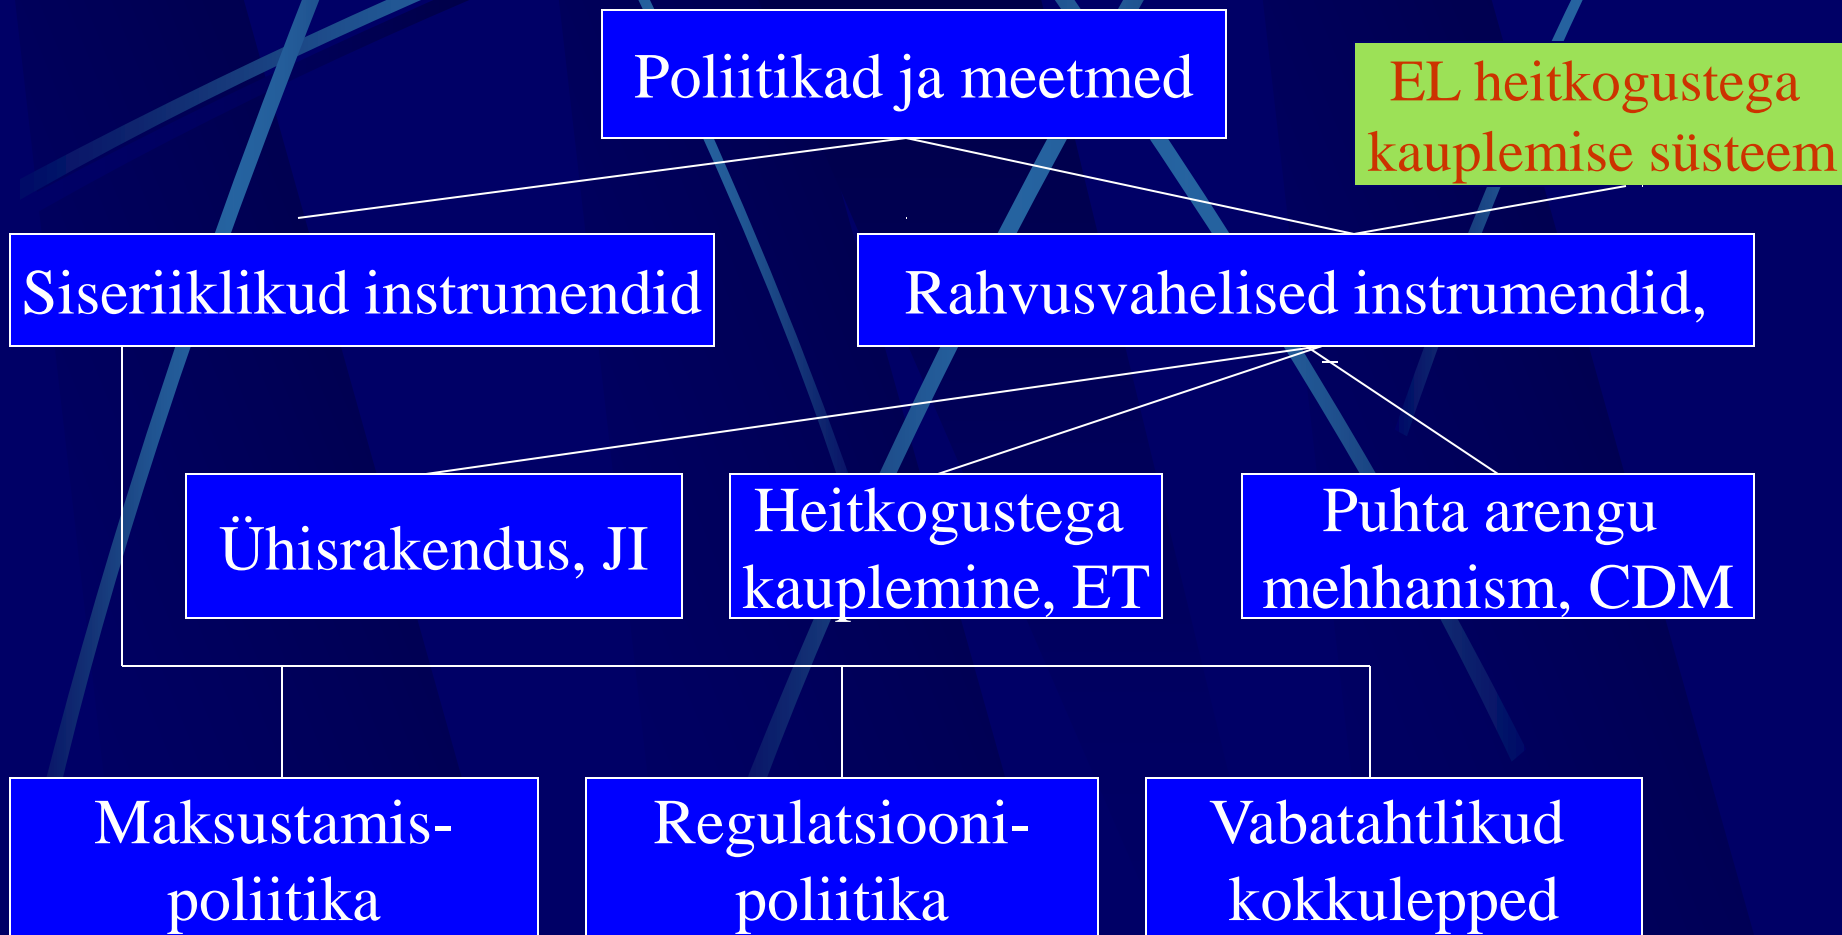 Poliitikad ja meetmed
EL heitkogustega
kauplemise süsteem
Siseriiklikud instrumendid
Rahvusvahelised instrumendid,
Ühisrakendus, JI
Heitkogustega
kauplemine, ET
Puhta arengu
mehhanism, CDM
Maksustamis-
poliitika
Regulatsiooni-
poliitika
Vabatahtlikud
kokkulepped